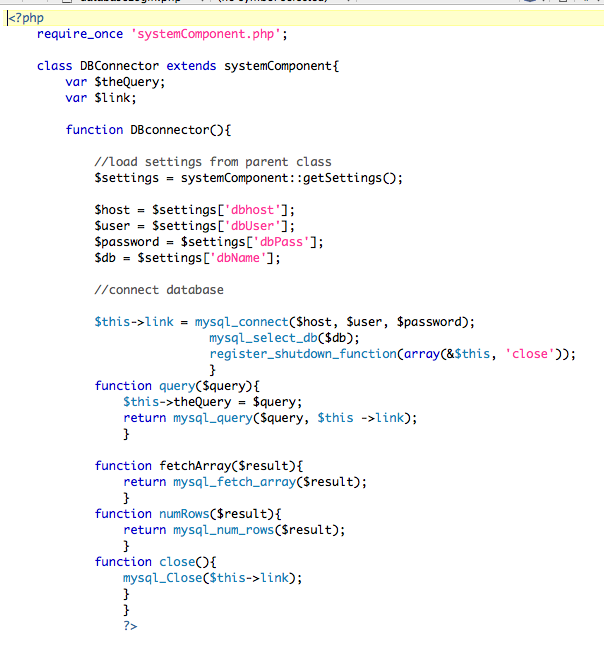 <?php
require_once 'systemComponent.php';
class DBConnector extends systemComponent{
var $theQuery;
var $link;
function DBconnector(){
//load settings from parent class
$settings = systemComponent::getSettings();
$host = $settings['dbhost'];
$user = $settings['dbUser'];
$password = $settings['dbPass'];
$db = $settings['dbName'];
//connect database
$this->link = mysql_connect($host, $user, $password);
mysql_select_db($db);
register_shutdown_function(array(&$this, 'close'));
}
function query($query){
$this->theQuery = $query;
return mysql_query($query, $this ->link);
}
function fetchArray($result){
return mysql_fetch_array($result);
}
function numRows($result){
return mysql_num_rows($result);
}
function close(){
mysql_Close($this->link);
}
}
?>